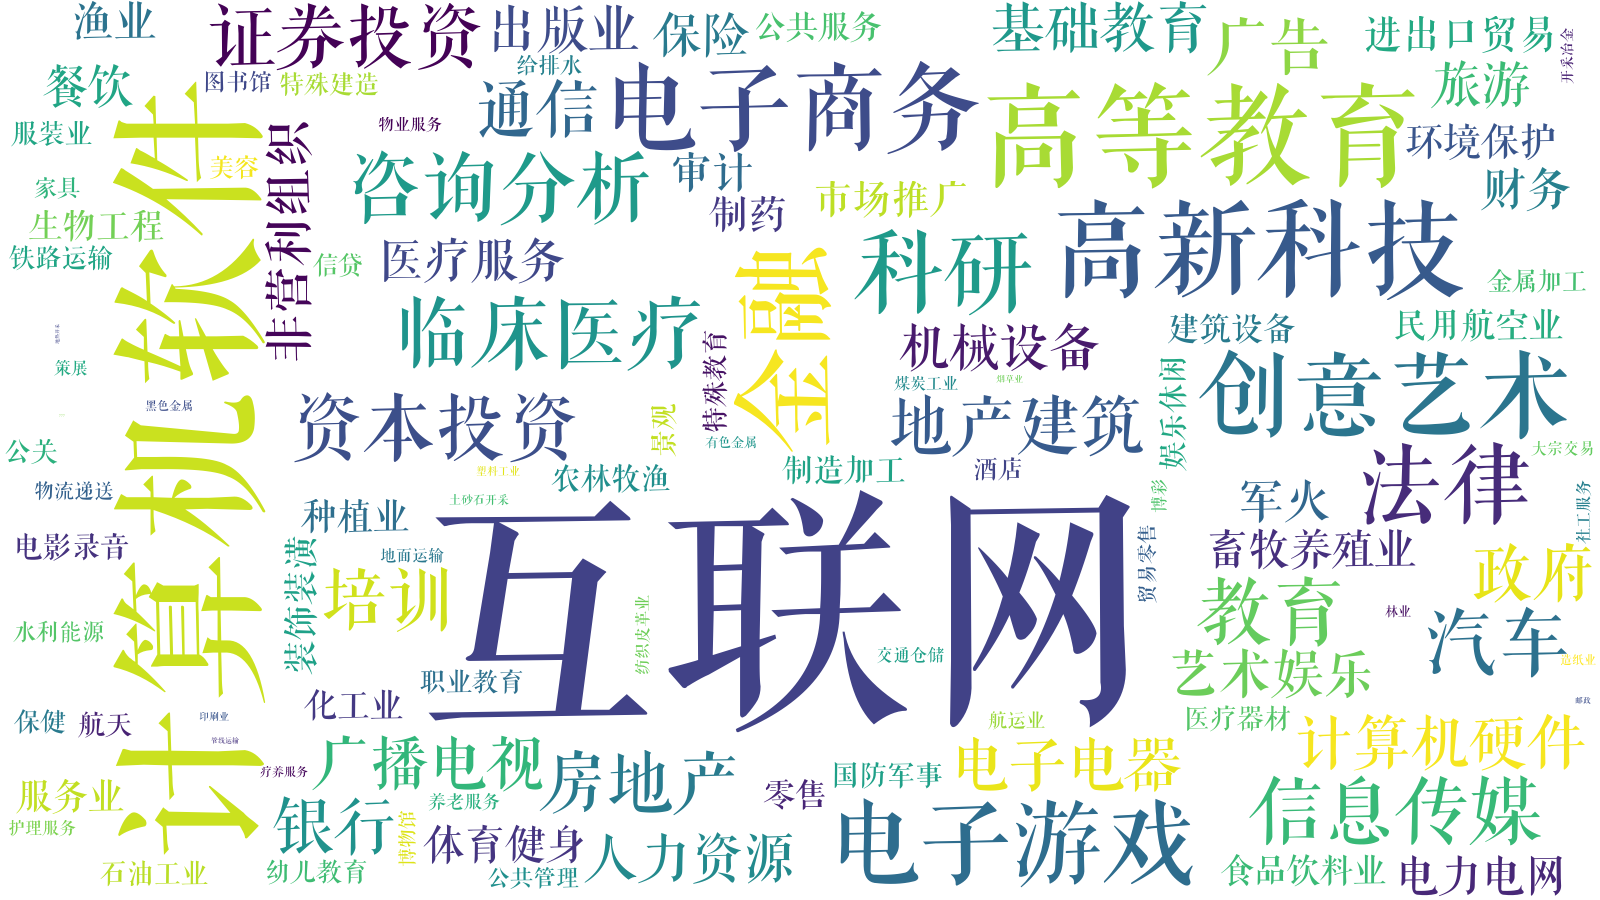 渔业
证券投资
出版业
保险
公共服务
基础教育
广告
进出口贸易
开采冶金
餐饮
图书馆
特殊建造
给排水
通信
电子商务
高等教育
旅游
服装业
物业服务
环境保护
美容
非营利组织
咨询分析
审计
制药
市场推广
财务
家具
生物工程
铁路运输
信贷
医疗服务
科研
高新科技
金属加工
计算机软件
临床医疗
金融
机械设备
建筑设备
民用航空业
策展
特殊教育
煤炭工业
烟草业
娱乐休闲
创意艺术
黑色金属
资本投资
景观
有色金属
地产建筑
公关
塑料工业
农林牧渔
制造加工
酒店
法律
大宗交易
物流递送
种植业
土砂石开采
互联网
博彩
军火
社工服务
电影录音
装饰装潢
地面运输
培训
纺织皮革业
贸易零售
畜牧养殖业
政府
教育
林业
汽车
水利能源
职业教育
交通仓储
艺术娱乐
造纸业
保健
航天
印刷业
管线运输
化工业
航运业
医疗器材
邮政
计算机硬件
疗养服务
广播电视
房地产
零售
国防军事
电子电器
服务业
护理服务
银行
养老服务
博物馆
体育健身
人力资源
电子游戏
信息传媒
石油工业
幼儿教育
公共管理
食品饮料业
电力电网